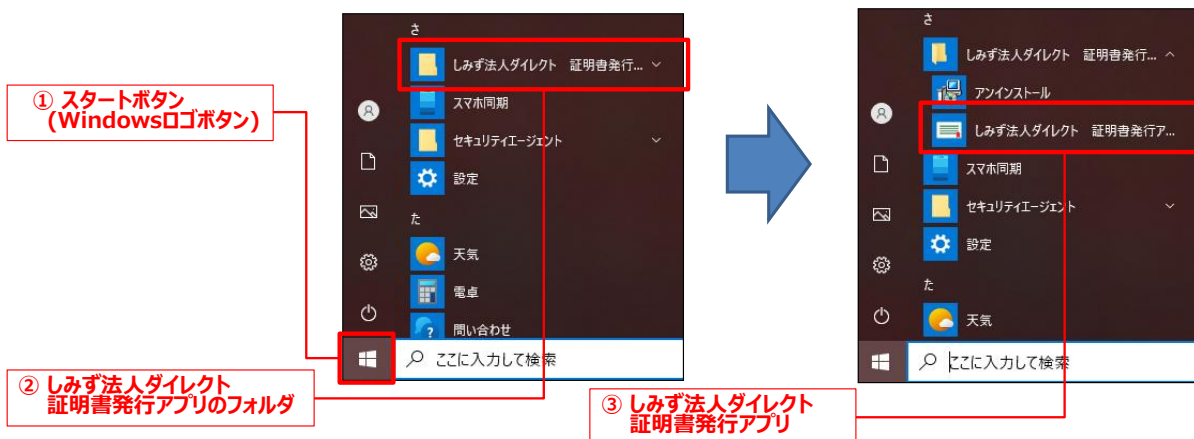 ① スタートボタン
(Windowsロゴボタン)
② しみず法人ダイレクト
証明書発行アプリのフォルダ
さ
しみず法人ダイレクト 証明書発行...
スマホ同期
セキュリティエージェント
設定
た
天気
電卓
問い合わせ
ここに入力して検索
さ
しみず法人ダイレクト 証明書発行...
アンインストール
しみず法人ダイレクト 証明書発行ア...
スマホ同期
セキュリティエージェント
設定
た
天気
ここに入力して検索
③ しみず法人ダイレクト
証明書発行アプリ